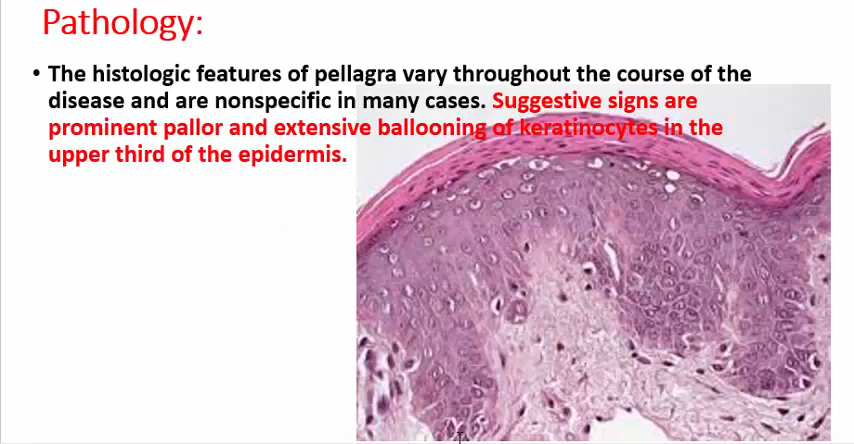 Pathology:
• The histologic features of pellagra vary throughout the course of the
disease and are nonspecific in many cases. Suggestive signs are
prominent pallor and extensive ballooning of keratinocytes in the
upper third of the epidermis.